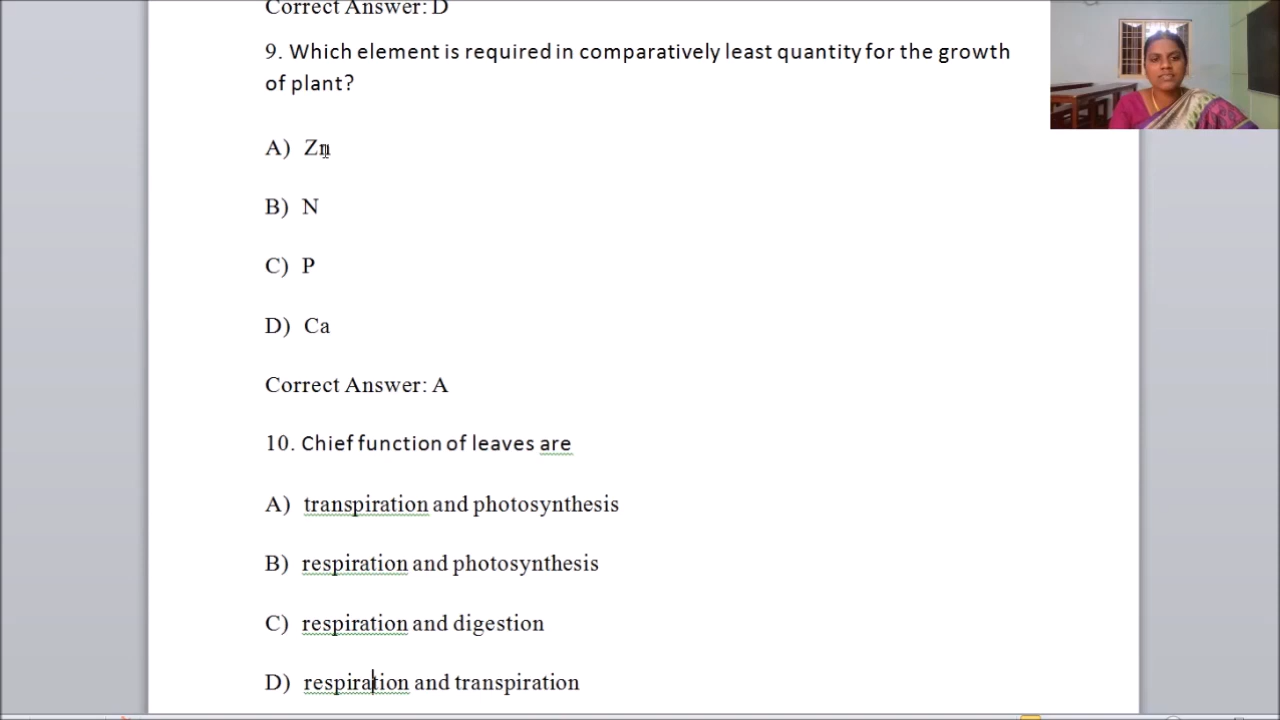 Correct Answer: D
9. Which element is required in comparatively least quantity for the growth
of plant?
A) Zn
B) N
C) P
D) Ca
Correct Answer: A
10. Chief function of leaves are
A) transpiration and photosynthesis
B) respiration and photosynthesis
C) respiration and digestion
D) respiration and transpiration